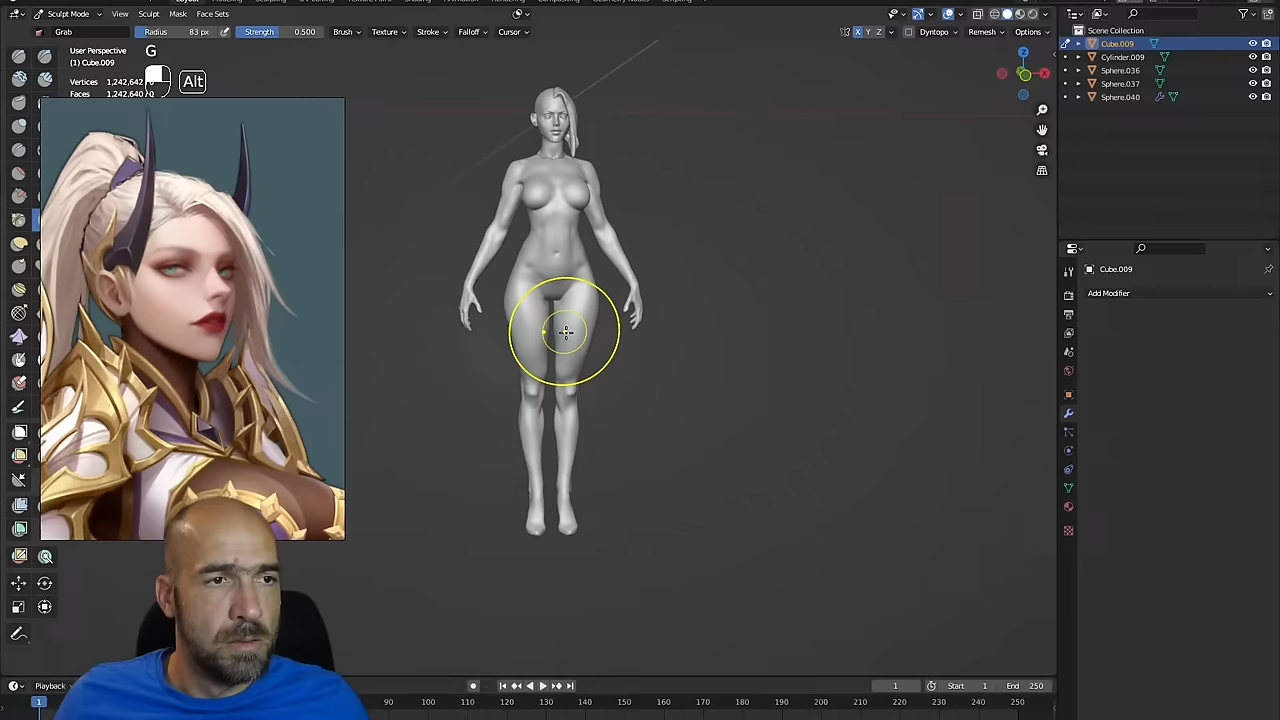 Layout
Sculpt Mode View Sculpt Mask Face Sets
Grab Radius 83 px Strength 0.500 Brush Texture Stroke Falloff Cursor X Y Z Dyntopo Remesh Options
User Perspective
(1) Cube.009
G
Alt
Vertices 1,242,642
Faces 1,242,640
Z
X
Scene Collection
Cube.009
Cylinder.009
Sphere.036
Sphere.037
Sphere.040
Cube.009
Add Modifier
Playback
1 Start 1 End 250
1 80 90 100 110 120 130 140 150 160 170 180 190 200 210 220 230 240 250